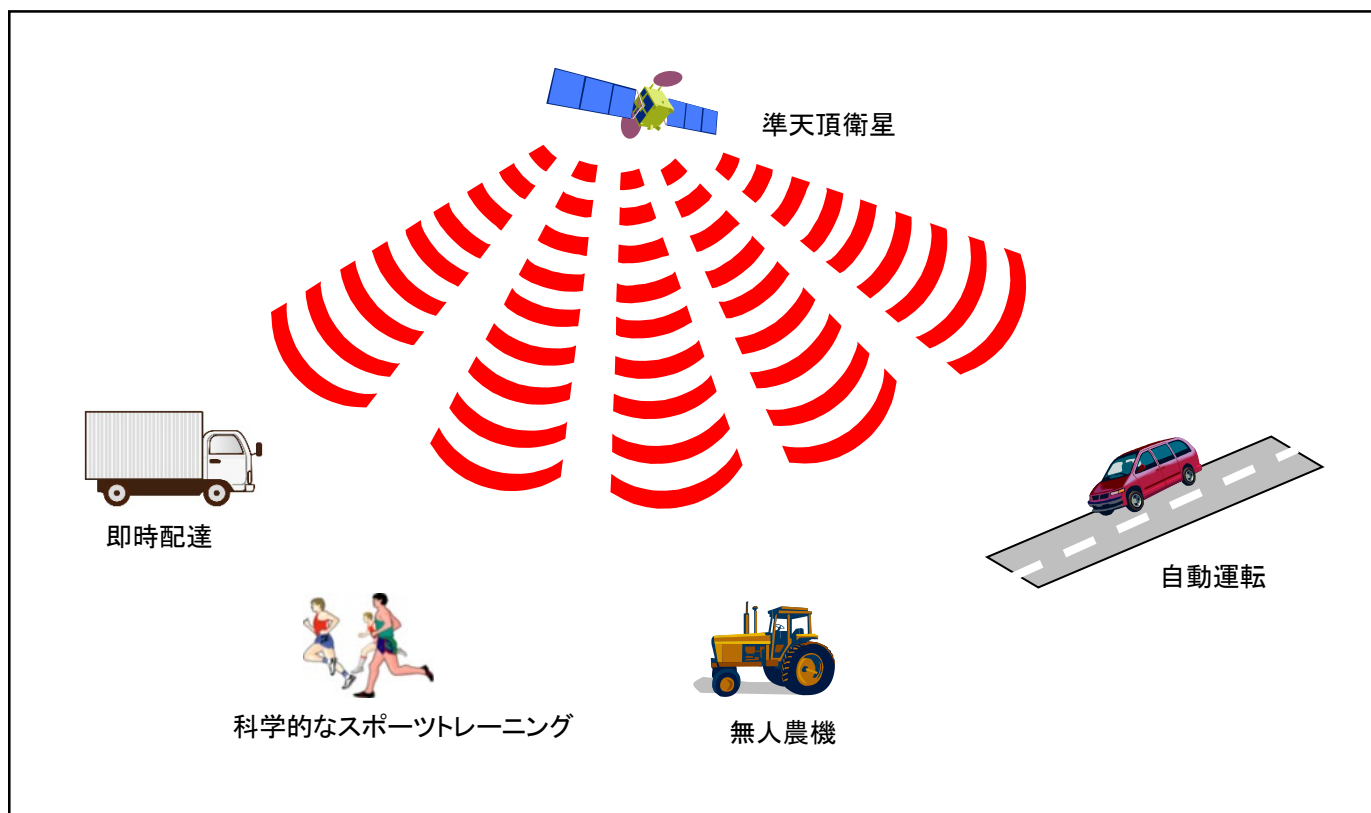 準天頂衛星
即時配達
自動運転
科学的なスポーツトレーニング
無人農機